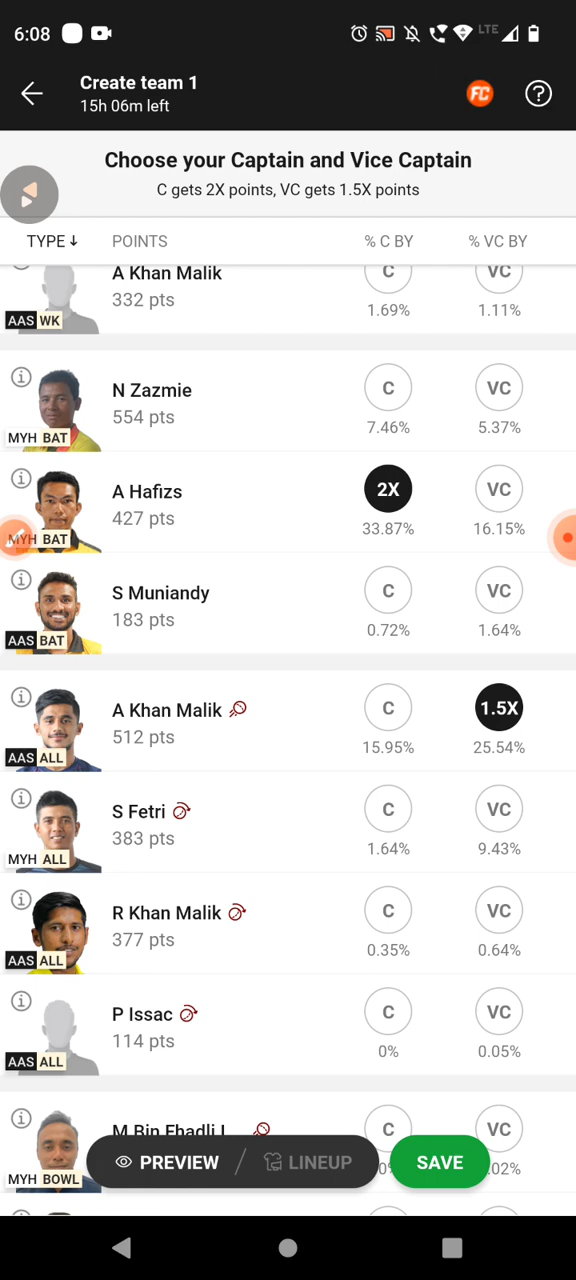 6:08
LTE
Create team 1
15h 06m left
FC
?
Choose your Captain and Vice Captain
C gets 2X points, VC gets 1.5X points
TYPE↓ POINTS % C BY % VC BY
A Khan Malik C VC
332 pts
AAS WK 1.69% 1.11%
N Zazmie C VC
554 pts
MYH BAT 7.46% 5.37%
A Hafizs 2X VC
427 pts
MYH BAT 33.87% 16.15%
S Muniandy C VC
183 pts
AAS BAT 0.72% 1.64%
A Khan Malik C 1.5X
512 pts
AAS ALL 15.95% 25.54%
S Fetri C VC
383 pts
MYH ALL 1.64% 9.43%
R Khan Malik C VC
377 pts
AAS ALL 0.35% 0.64%
P Issac C VC
114 pts
AAS ALL 0% 0.05%
M Bin C VC
MYH BOWL PREVIEW / LINEUP SAVE